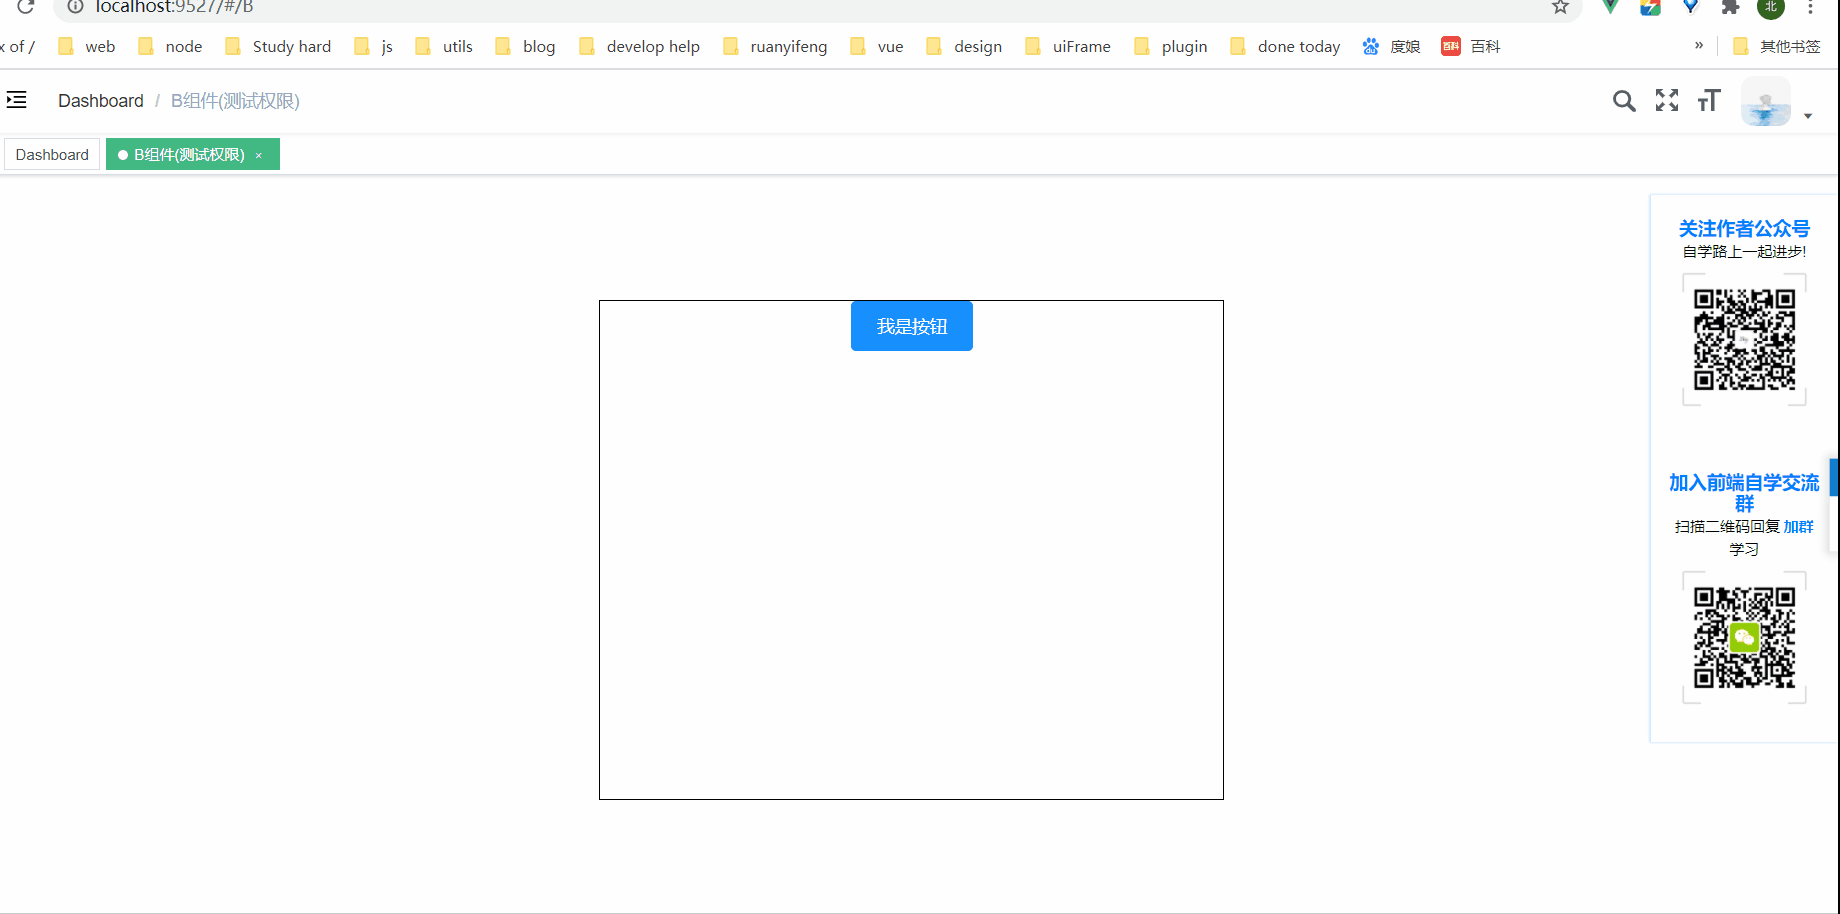 localhost:9527/#/B
北
x of /
web
node
Study hard
js
utils
blog
develop help
ruanyifeng
vue
design
uiFrame
plugin
done today
度娘
百科
百科
»
其他书签
Dashboard / B组件(测试权限)
Dashboard
B组件(测试权限) ×
关注作者公众号
自学路上一起进步!
我是按钮
加入前端自学交流
群
扫描二维码回复 加群
学习